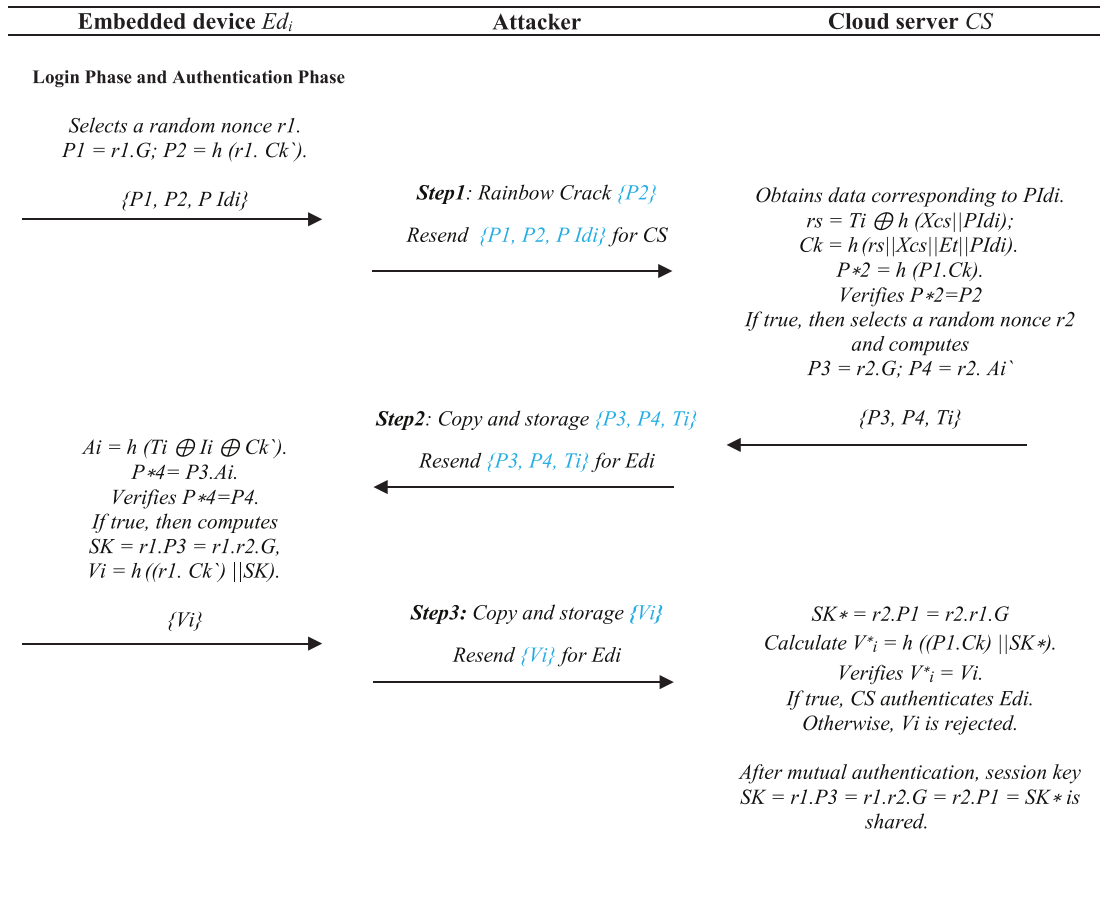 Embedded device Edi Attacker Cloud server CS
Login Phase and Authentication Phase
Selects a random nonce r1.
P1 = r1.G; P2 = h (r1. Ck`).
{P1, P2, P Idi}
Step1: Rainbow Crack {P2}
Resend {P1, P2, P Idi} for CS
Obtains data corresponding to PIdi.
rs = Ti ⊕ h (Xcs||PIdi);
Ck = h (rs||Xcs||Et||PIdi).
P∗2 = h (P1.Ck).
Verifies P∗2=P2
If true, then selects a random nonce r2
and computes
P3 = r2.G; P4 = r2. Ai`
{P3, P4, Ti}
Step2: Copy and storage {P3, P4, Ti}
Resend {P3, P4, Ti} for Edi
Ai = h (Ti ⊕ Ii ⊕ Ck`).
P∗4= P3.Ai.
Verifies P∗4=P4.
If true, then computes
SK = r1.P3 = r1.r2.G,
Vi = h ((r1. Ck`) ||SK).
{Vi}
Step3: Copy and storage {Vi}
Resend {Vi} for Edi
SK∗ = r2.P1 = r2.r1.G
Calculate V*i = h ((P1.Ck) ||SK∗).
Verifies V*i = Vi.
If true, CS authenticates Edi.
Otherwise, Vi is rejected.
After mutual authentication, session key
SK = r1.P3 = r1.r2.G = r2.P1 = SK∗ is
shared.